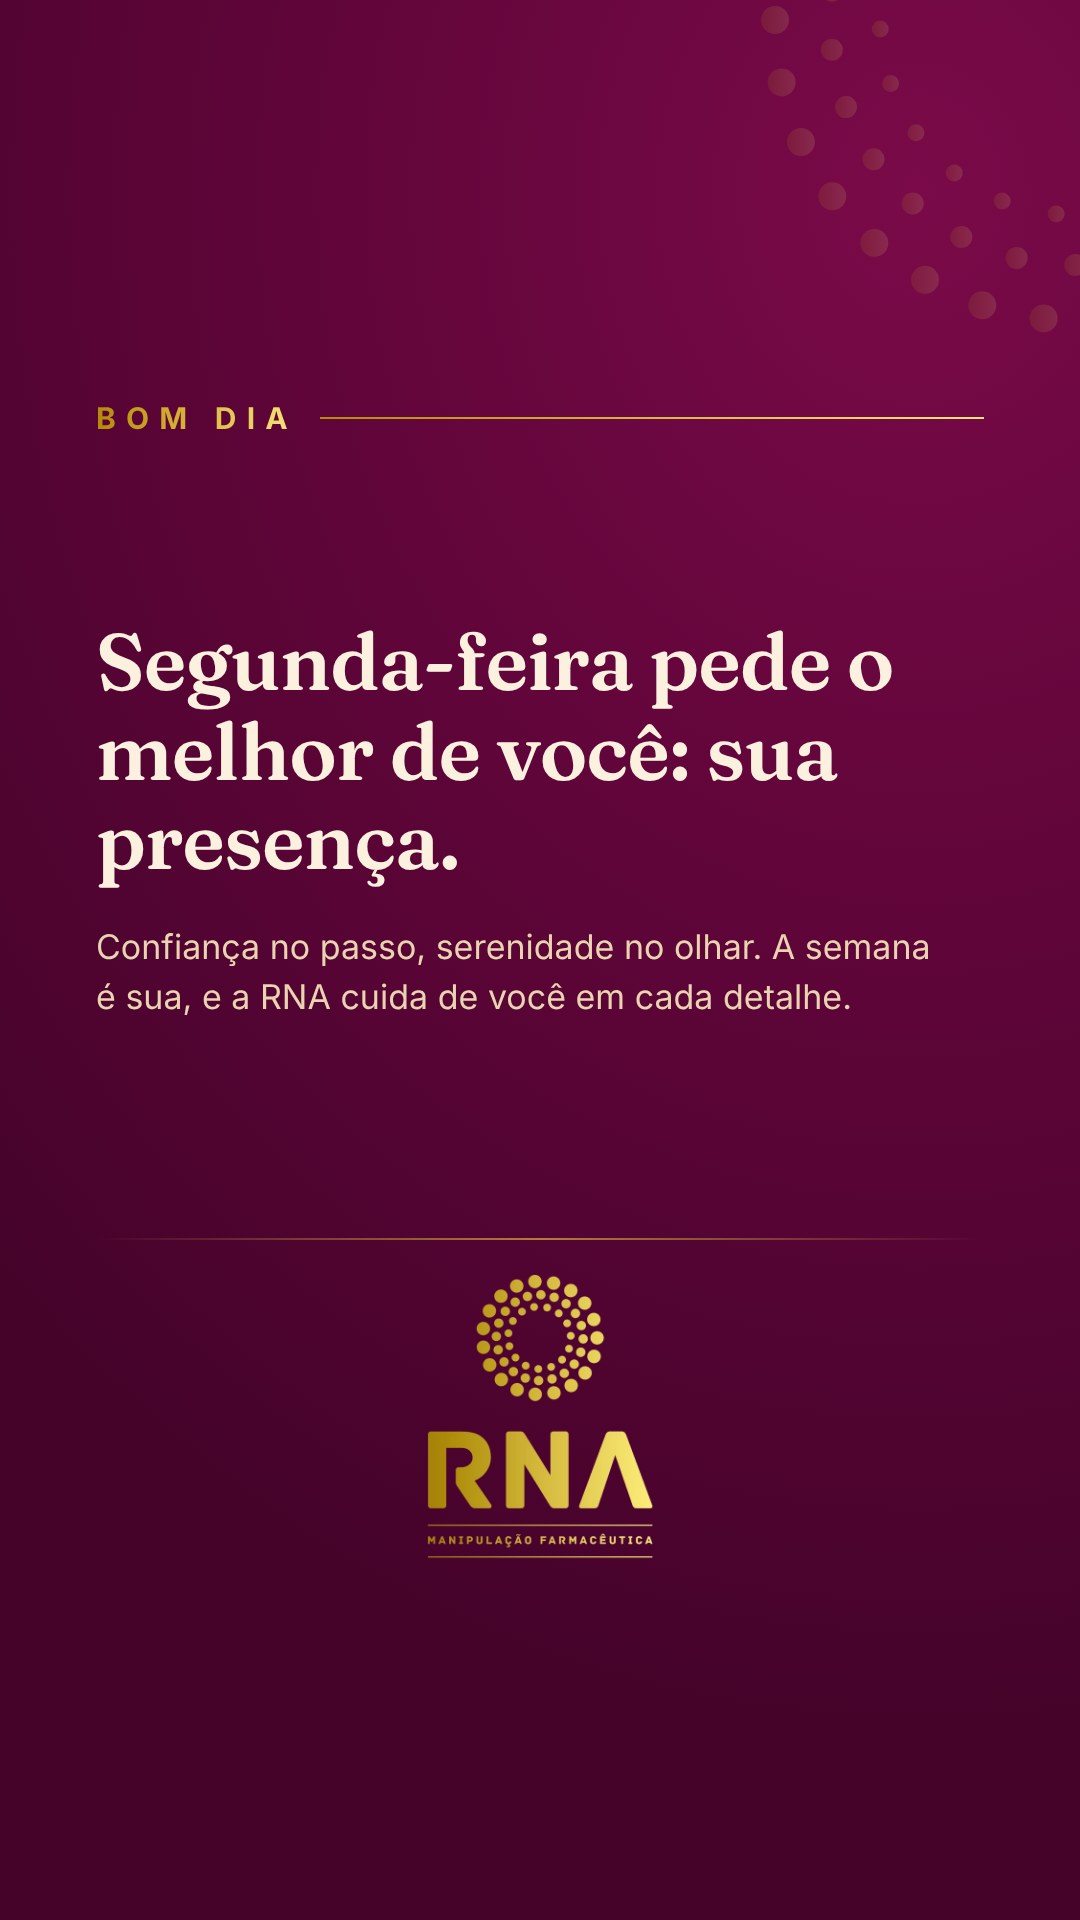 BOM DIA
Segunda-feira pede o
melhor de você: sua
presença.
Confiança no passo, serenidade no olhar. A semana
é sua, e a RNA cuida de você em cada detalhe.
RNA
MANIPULAÇÃO FARMACÊUTICA